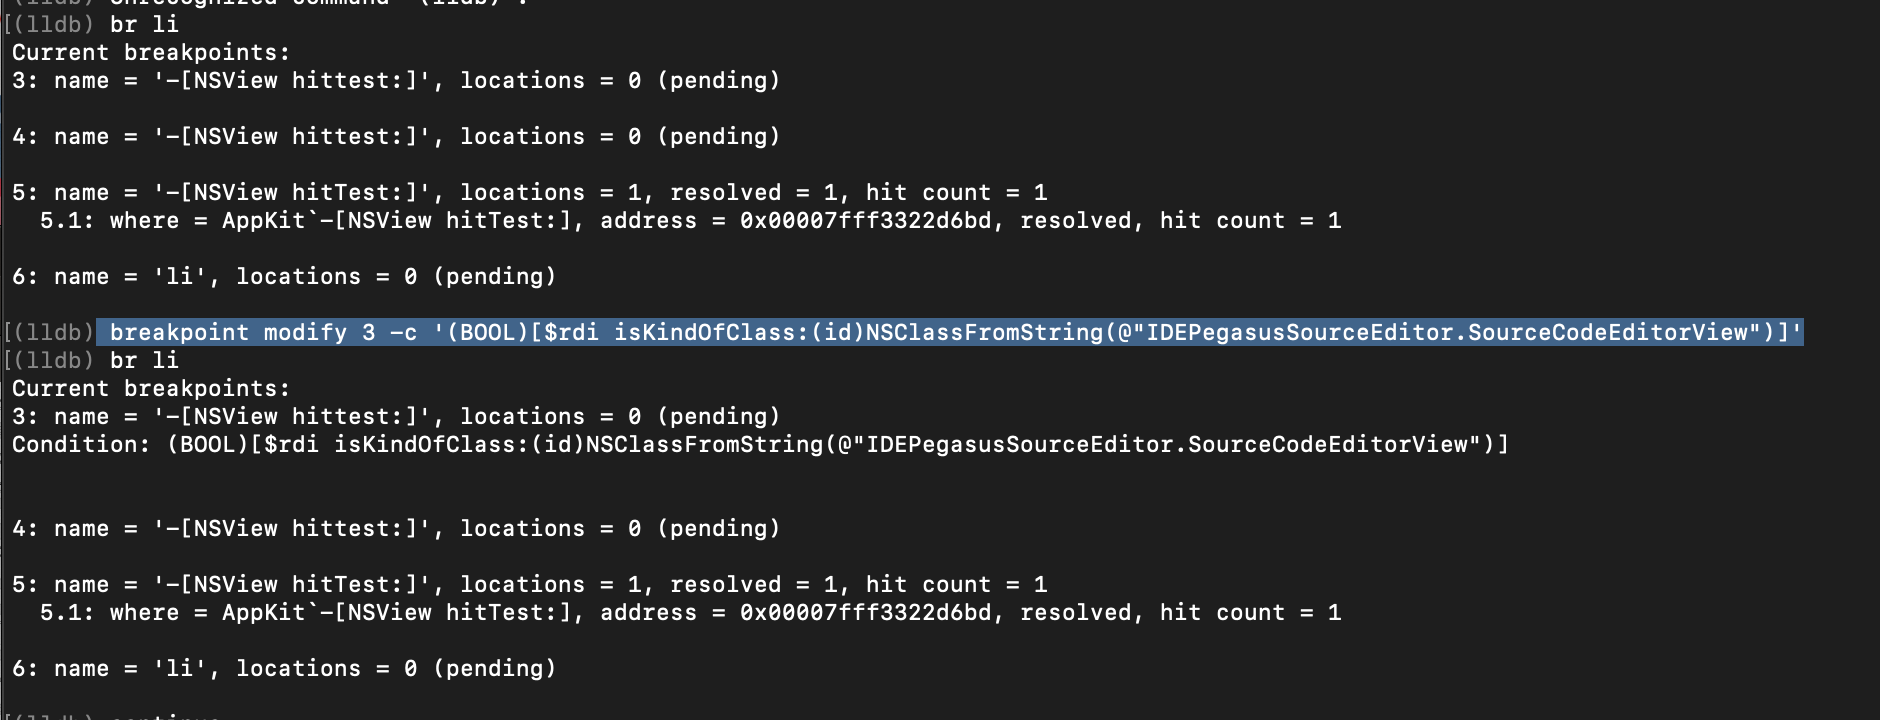 (lldb) Unrecognized command '(lldb)'.
[(lldb) br li
Current breakpoints:
3: name = '-[NSView hittest:]', locations = 0 (pending)
4: name = '-[NSView hittest:]', locations = 0 (pending)
5: name = '-[NSView hitTest:]', locations = 1, resolved = 1, hit count = 1
5.1: where = AppKit`-[NSView hitTest:], address = 0x00007fff3322d6bd, resolved, hit count = 1
6: name = 'li', locations = 0 (pending)
[(lldb) breakpoint modify 3 -c '(BOOL)[$rdi isKindOfClass:(id)NSClassFromString(@"IDEPegasusSourceEditor.SourceCodeEditorView")]'
[(lldb) br li
Current breakpoints:
3: name = '-[NSView hittest:]', locations = 0 (pending)
Condition: (BOOL)[$rdi isKindOfClass:(id)NSClassFromString(@"IDEPegasusSourceEditor.SourceCodeEditorView")]
4: name = '-[NSView hittest:]', locations = 0 (pending)
5: name = '-[NSView hitTest:]', locations = 1, resolved = 1, hit count = 1
5.1: where = AppKit`-[NSView hitTest:], address = 0x00007fff3322d6bd, resolved, hit count = 1
6: name = 'li', locations = 0 (pending)
[(lldb) continue